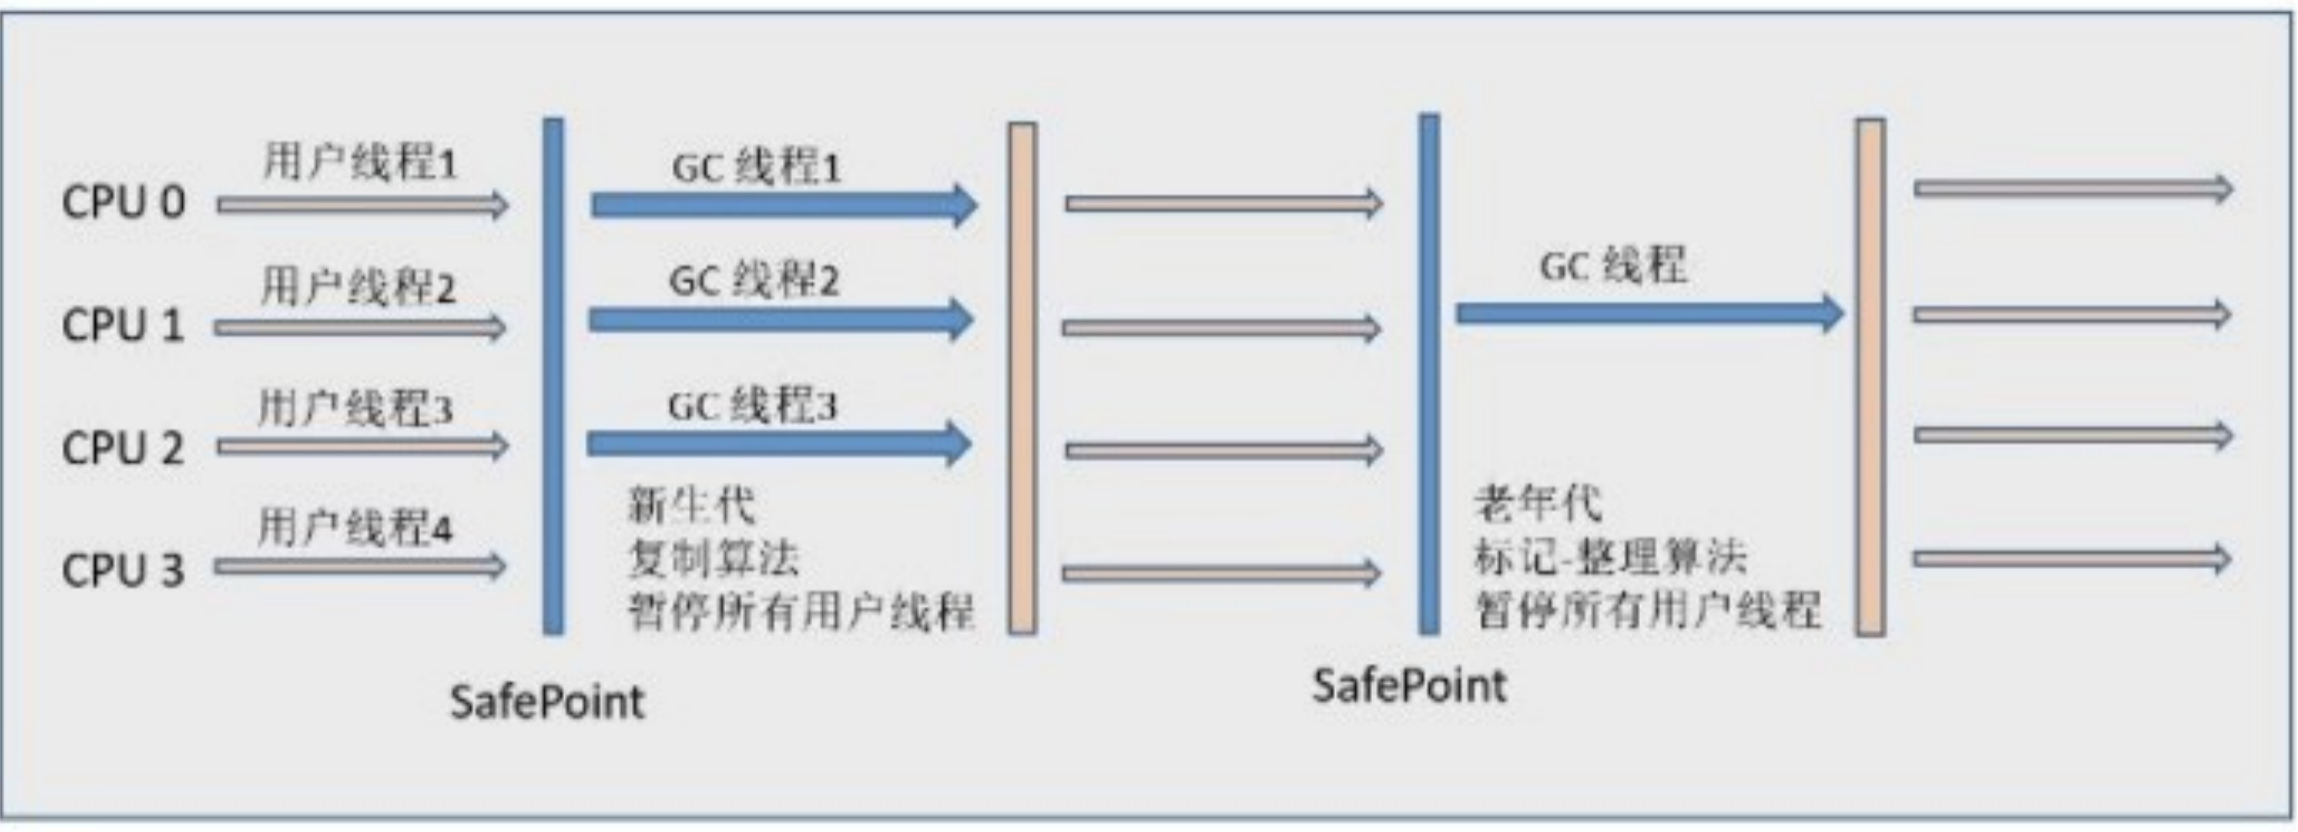 CPU 0
用户线程1
CPU 1
用户线程2
CPU 2
用户线程3
CPU 3
用户线程4
SafePoint
GC 线程1
GC 线程2
GC 线程3
新生代
复制算法
暂停所有用户线程
SafePoint
GC 线程
老年代
标记-整理算法
暂停所有用户线程